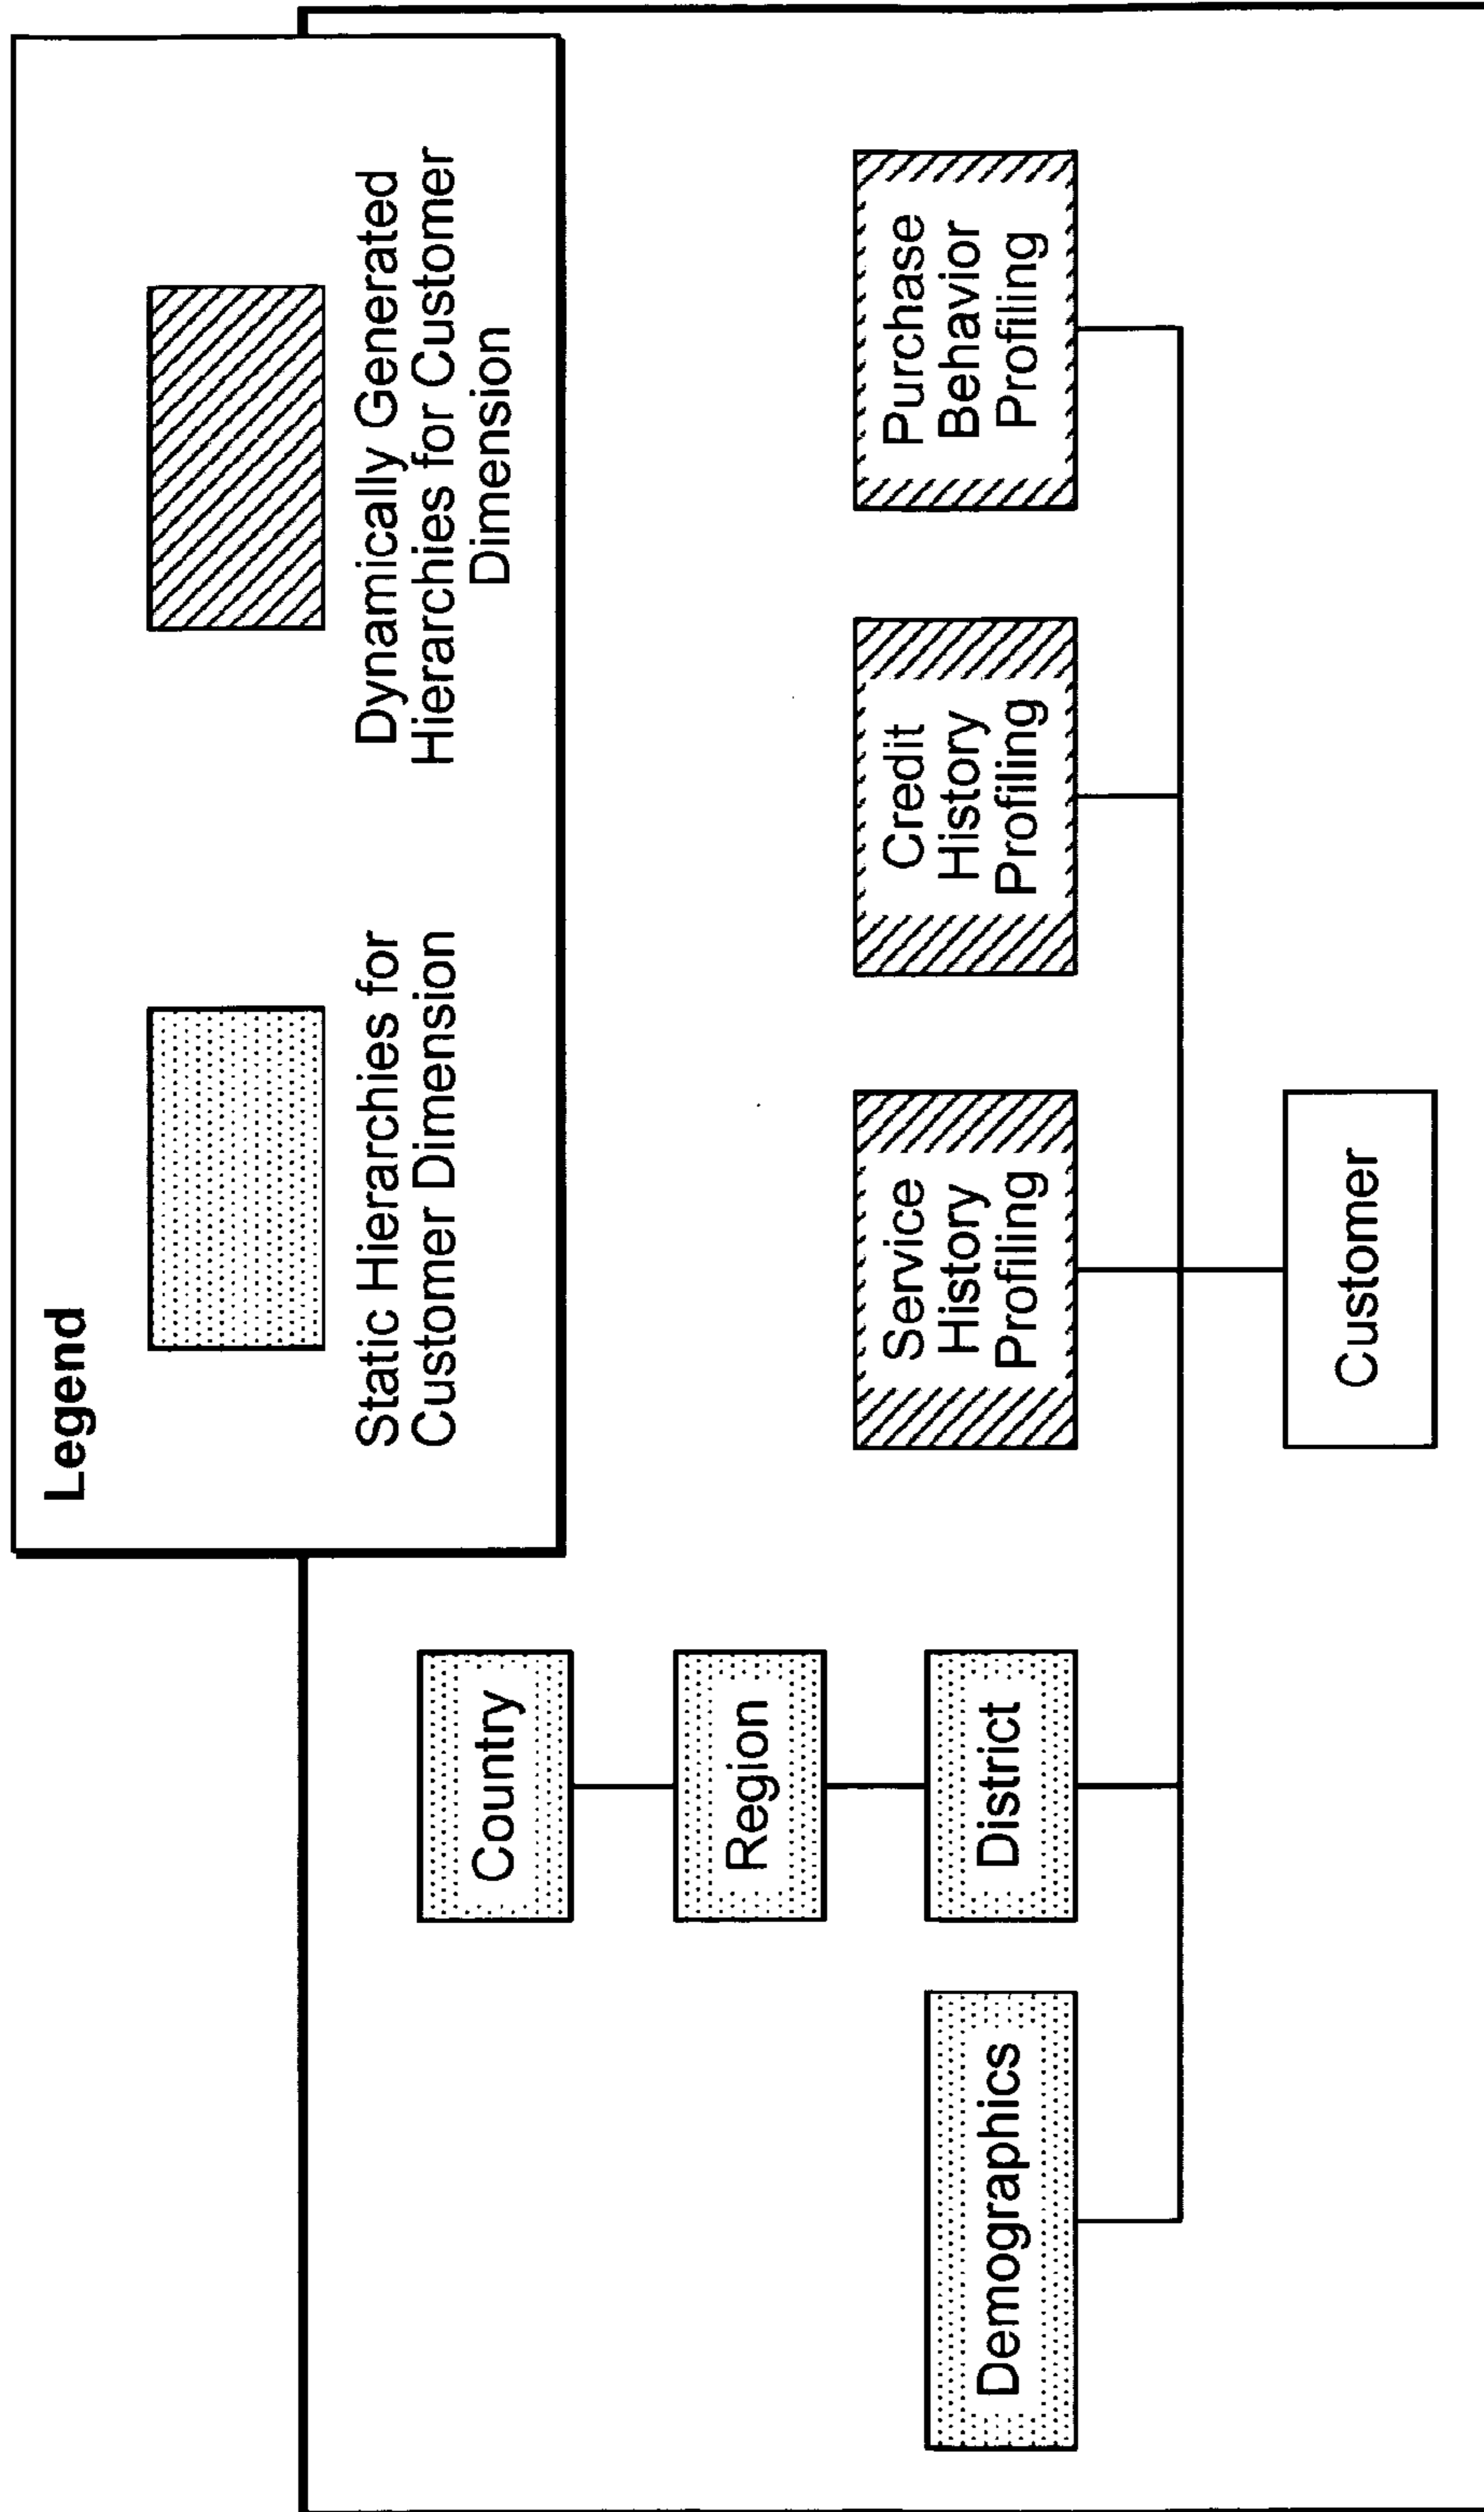 Legend
Static Hierarchies for
Customer Dimension
Dynamically Generated
Hierarchies for Customer
Dimension
Country
Region
Demographics
District
Service
History
Profiling
Credit
History
Profiling
Purchase
Behavior
Profiling
Customer